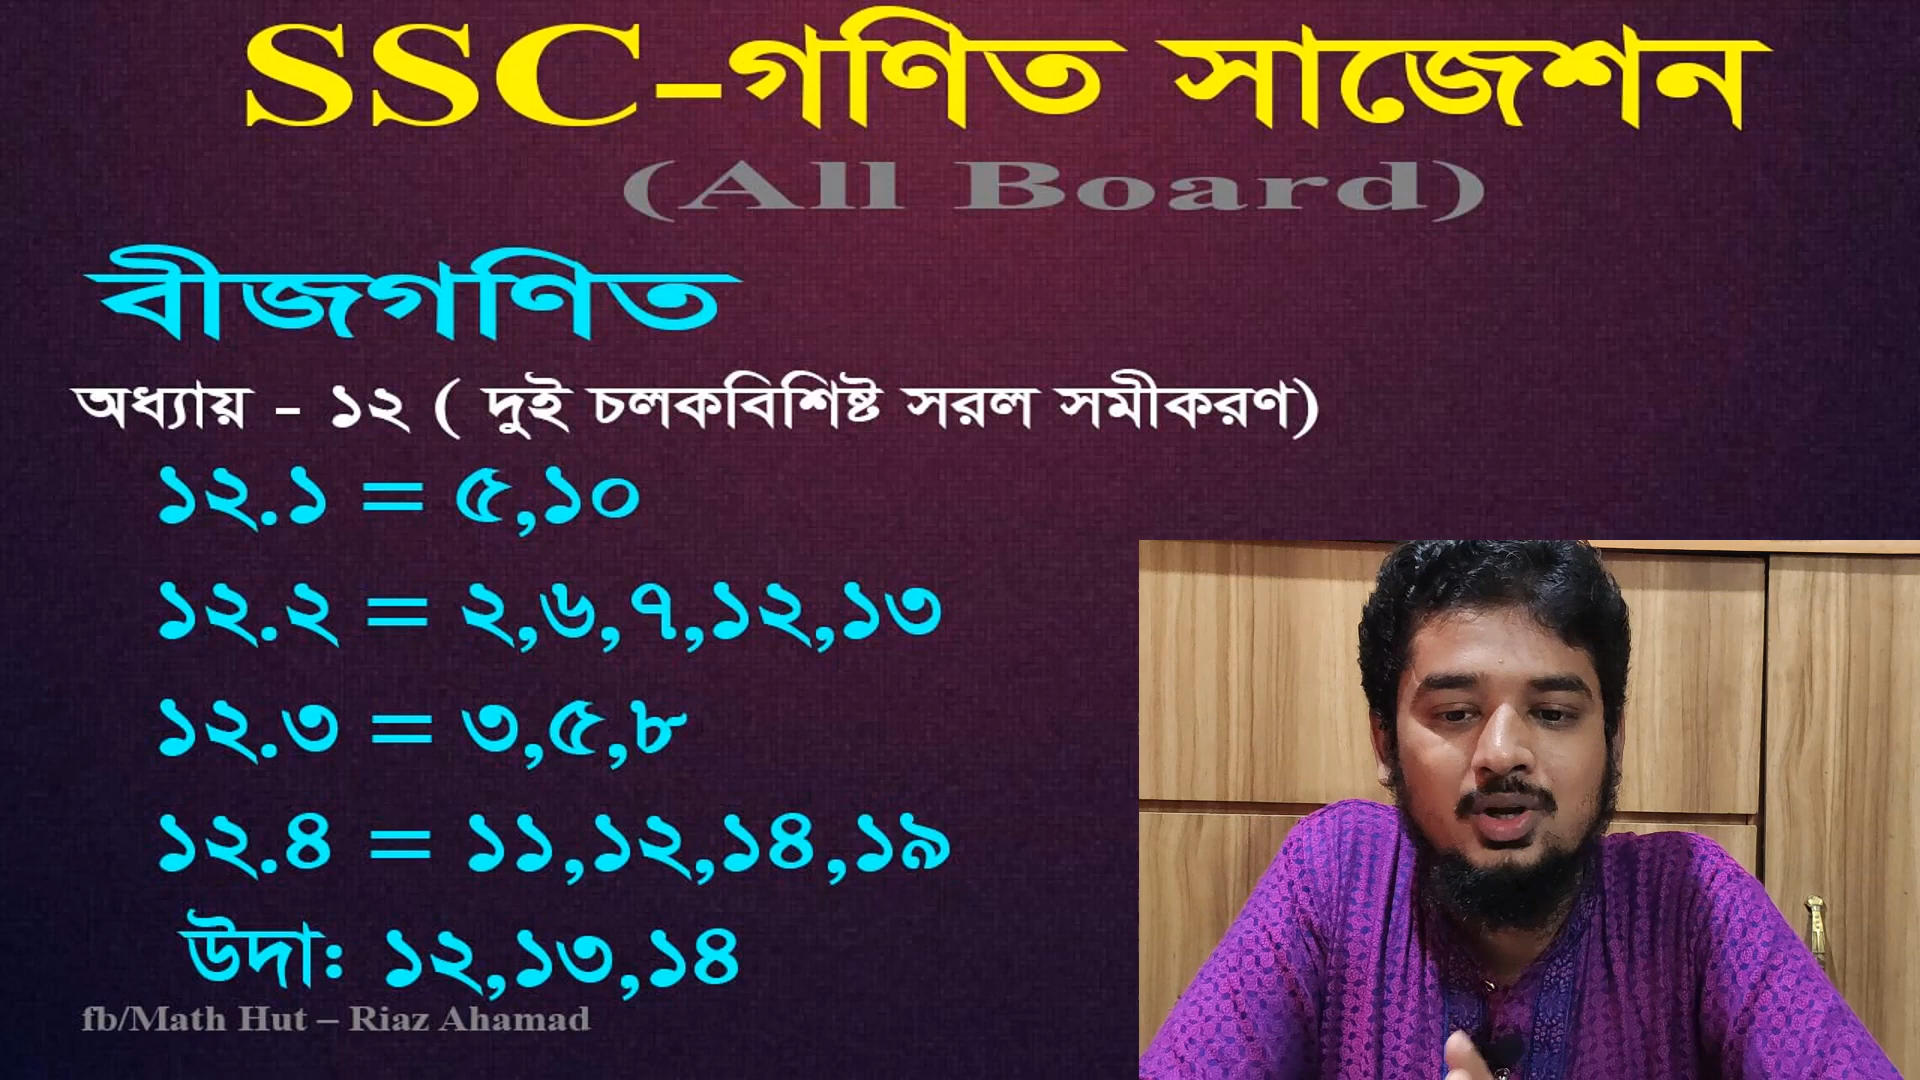 SSC-গণিত সাজেশন
(All Board)
বীজগণিত
অধ্যায় - ১২ ( দুই চলকবিশিষ্ট সরল সমীকরণ)
১২.১ = ৫,১০
১২.২ = ২,৬,৭,১২,১৩
১২.৩ = ৩,৫,৮
১২.৪ = ১১,১২,১৪,১৯
উদাঃ ১২,১৩,১৪
fb/Math Hut – Riaz Ahamad